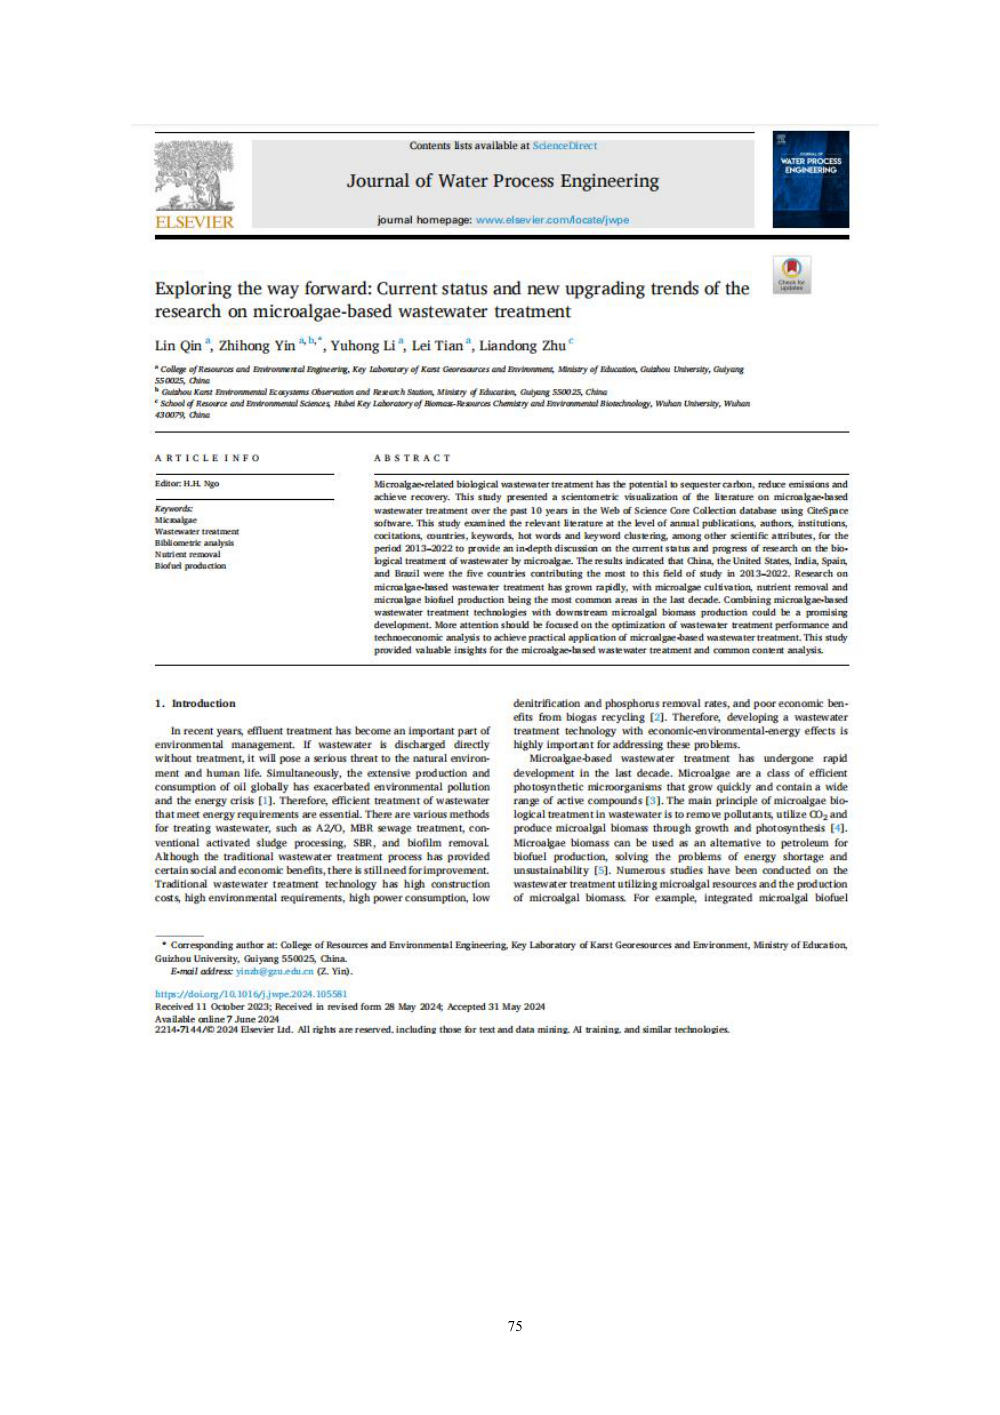 Contents lists available at ScienceDirect
Journal of Water Process Engineering
journal homepage: www.elsevier.com/locate/jwpe
ELSEVIER
JOURNAL OF
WATER PROCESS
ENGINEERING
Check for
updates
Exploring the way forward: Current status and new upgrading trends of the
research on microalgae-based wastewater treatment
Lin Qin a, Zhihong Yin a,b,*, Yuhong Li a, Lei Tian a, Liandong Zhu c
a College of Resources and Environmental Engineering, Key Laboratory of Karst Georesources and Environment, Ministry of Education, Guizhou University, Guiyang
550025, China
b Guizhou Karst Environmental Ecosystems Observation and Research Station, Ministry of Education, Guiyang 550025, China
c School of Resource and Environmental Sciences, Hubei Key Laboratory of Biomass-Resources Chemistry and Environmental Biotechnology, Wuhan University, Wuhan
430079, China
ARTICLE INFO
Editor: H.H. Ngo
Keywords:
Microalgae
Wastewater treatment
Bibliometric analysis
Nutrient removal
Biofuel production
ABSTRACT
Microalgae-related biological wastewater treatment has the potential to sequester carbon, reduce emissions and
achieve recovery. This study presented a scientometric visualization of the literature on microalgae-based
wastewater treatment over the past 10 years in the Web of Science Core Collection database using CiteSpace
software. This study examined the relevant literature at the level of annual publications, authors, institutions,
cocitations, countries, keywords, hot words and keyword clustering, among other scientific attributes, for the
period 2013–2022 to provide an in-depth discussion on the current status and progress of research on the bio-
logical treatment of wastewater by microalgae. The results indicated that China, the United States, India, Spain,
and Brazil were the five countries contributing the most to this field of study in 2013–2022. Research on
microalgae-based wastewater treatment has grown rapidly, with microalgae cultivation, nutrient removal and
microalgae biofuel production being the most common areas in the last decade. Combining microalgae-based
wastewater treatment technologies with downstream microalgal biomass production could be a promising
development. More attention should be focused on the optimization of wastewater treatment performance and
technoeconomic analysis to achieve practical application of microalgae-based wastewater treatment. This study
provided valuable insights for the microalgae-based wastewater treatment and common content analysis.
1. Introduction
In recent years, effluent treatment has become an important part of
environmental management. If wastewater is discharged directly
without treatment, it will pose a serious threat to the natural environ-
ment and human life. Simultaneously, the extensive production and
consumption of oil globally has exacerbated environmental pollution
and the energy crisis [1]. Therefore, efficient treatment of wastewater
that meet energy requirements are essential. There are various methods
for treating wastewater, such as A2/O, MBR sewage treatment, con-
ventional activated sludge processing, SBR, and biofilm removal.
Although the traditional wastewater treatment process has provided
certain social and economic benefits, there is still need for improvement.
Traditional wastewater treatment technology has high construction
costs, high environmental requirements, high power consumption, low
denitrification and phosphorus removal rates, and poor economic ben-
efits from biogas recycling [2]. Therefore, developing a wastewater
treatment technology with economic-environmental-energy effects is
highly important for addressing these problems.
Microalgae-based wastewater treatment has undergone rapid
development in the last decade. Microalgae are a class of efficient
photosynthetic microorganisms that grow quickly and contain a wide
range of active compounds [3]. The main principle of microalgae bio-
logical treatment in wastewater is to remove pollutants, utilize CO2 and
produce microalgal biomass through growth and photosynthesis [4].
Microalgae biomass can be used as an alternative to petroleum for
biofuel production, solving the problems of energy shortage and
unsustainability [5]. Numerous studies have been conducted on the
wastewater treatment utilizing microalgal resources and the production
of microalgal biomass. For example, integrated microalgal biofuel
* Corresponding author at: College of Resources and Environmental Engineering, Key Laboratory of Karst Georesources and Environment, Ministry of Education,
Guizhou University, Guiyang 550025, China.
E-mail address: yinzh@gzu.edu.cn (Z. Yin).
https://doi.org/10.1016/j.jwpe.2024.105581
Received 11 October 2023; Received in revised form 28 May 2024; Accepted 31 May 2024
Available online 7 June 2024
2214-7144/© 2024 Elsevier Ltd. All rights are reserved, including those for text and data mining, AI training, and similar technologies.
75